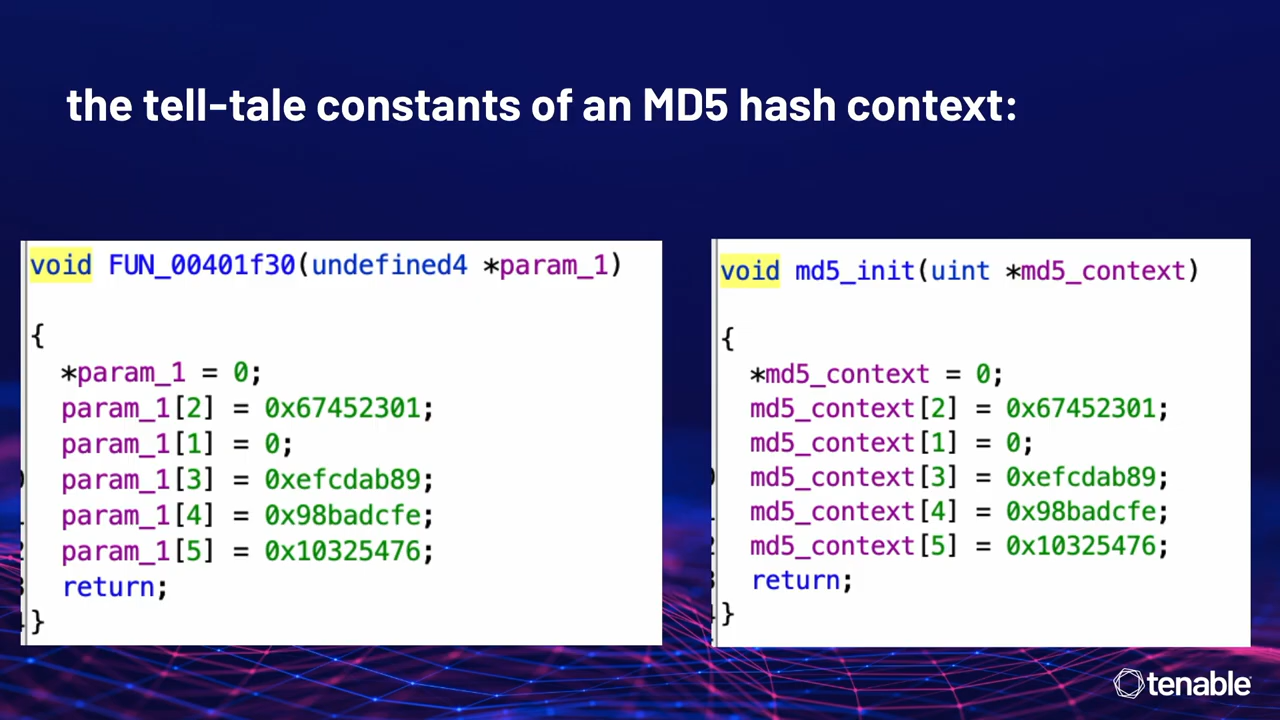 the tell-tale constants of an MD5 hash context:
void FUN_00401f30(undefined4 *param_1)
{
*param_1 = 0;
param_1[2] = 0x67452301;
param_1[1] = 0;
param_1[3] = 0xefcdab89;
param_1[4] = 0x98badcfe;
param_1[5] = 0x10325476;
return;
}
void md5_init(uint *md5_context)
{
*md5_context = 0;
md5_context[2] = 0x67452301;
md5_context[1] = 0;
md5_context[3] = 0xefcdab89;
md5_context[4] = 0x98badcfe;
md5_context[5] = 0x10325476;
return;
}
tenable